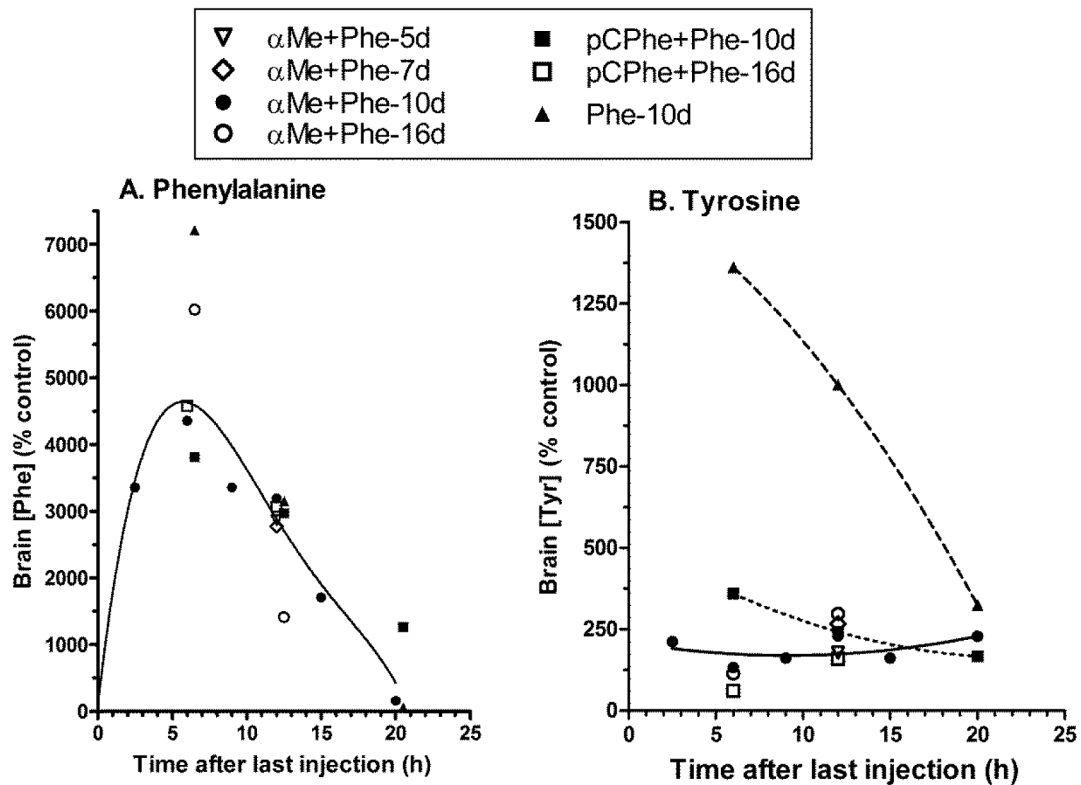 αMe+Phe-5d
αMe+Phe-7d
αMe+Phe-10d
αMe+Phe-16d
pCPhe+Phe-10d
pCPhe+Phe-16d
Phe-10d
A. Phenylalanine
Brain [Phe] (% control)
7000
6000
5000
4000
3000
2000
1000
0
0 5 10 15 20 25
Time after last injection (h)
B. Tyrosine
Brain [Tyr] (% control)
1500
1250
1000
750
500
250
0
0 5 10 15 20 25
Time after last injection (h)